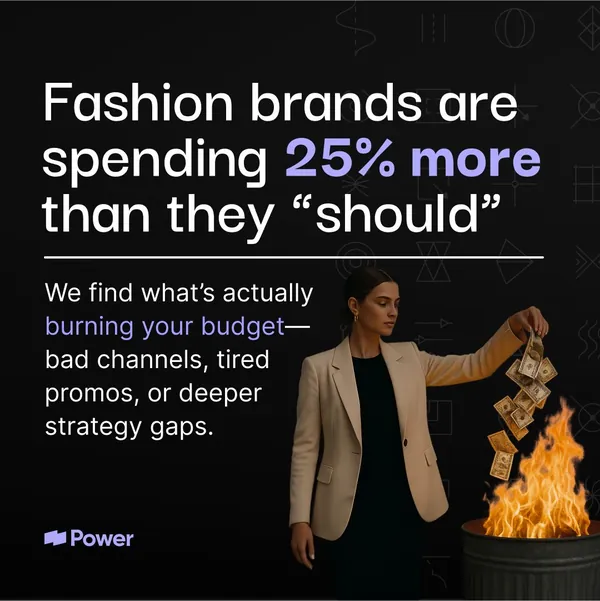 Fashion brands are
spending 25% more
than they “should”
We find what’s actually
burning your budget—
bad channels, tired
promos, or deeper
strategy gaps.
Power